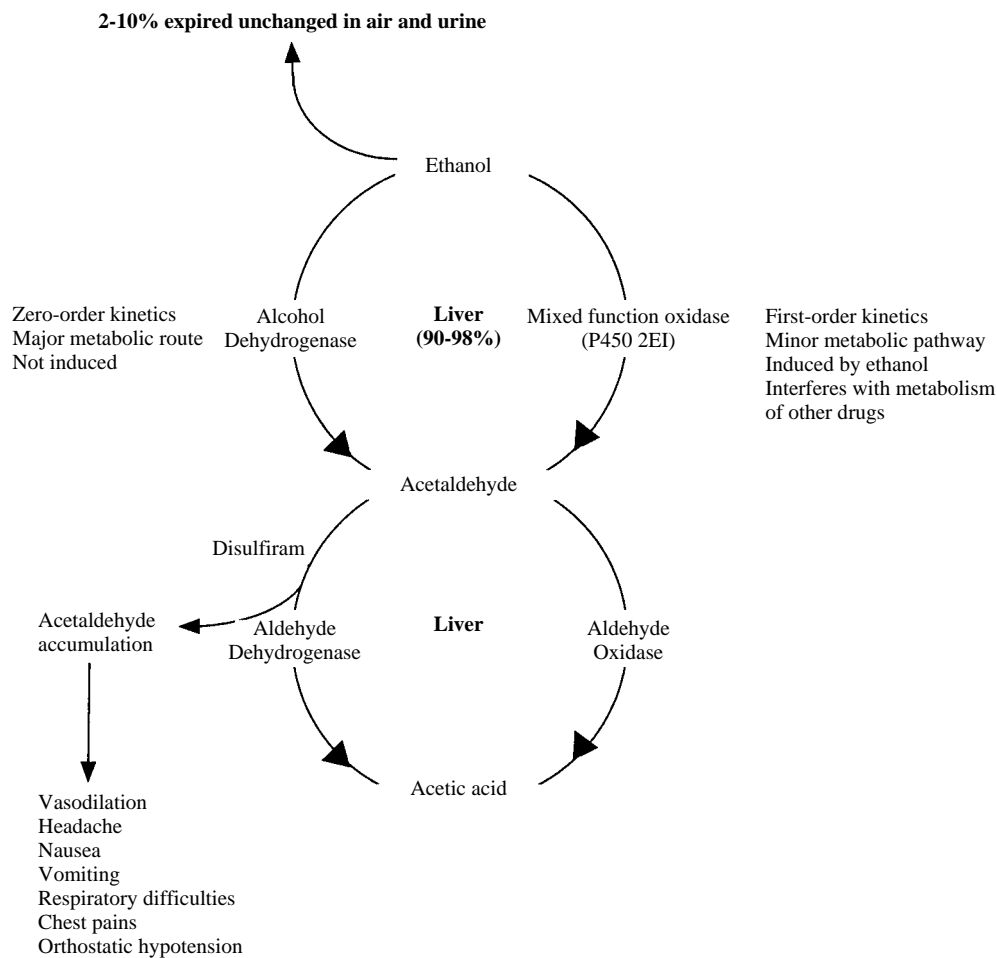 2-10% expired unchanged in air and urine
Ethanol
Zero-order kinetics
Major metabolic route
Not induced
Alcohol
Dehydrogenase
Liver
(90-98%)
Mixed function oxidase
(P450 2EI)
First-order kinetics
Minor metabolic pathway
Induced by ethanol
Interferes with metabolism
of other drugs
Acetaldehyde
Disulfiram
Acetaldehyde
accumulation
Aldehyde
Dehydrogenase
Liver
Aldehyde
Oxidase
Acetic acid
Vasodilation
Headache
Nausea
Vomiting
Respiratory difficulties
Chest pains
Orthostatic hypotension